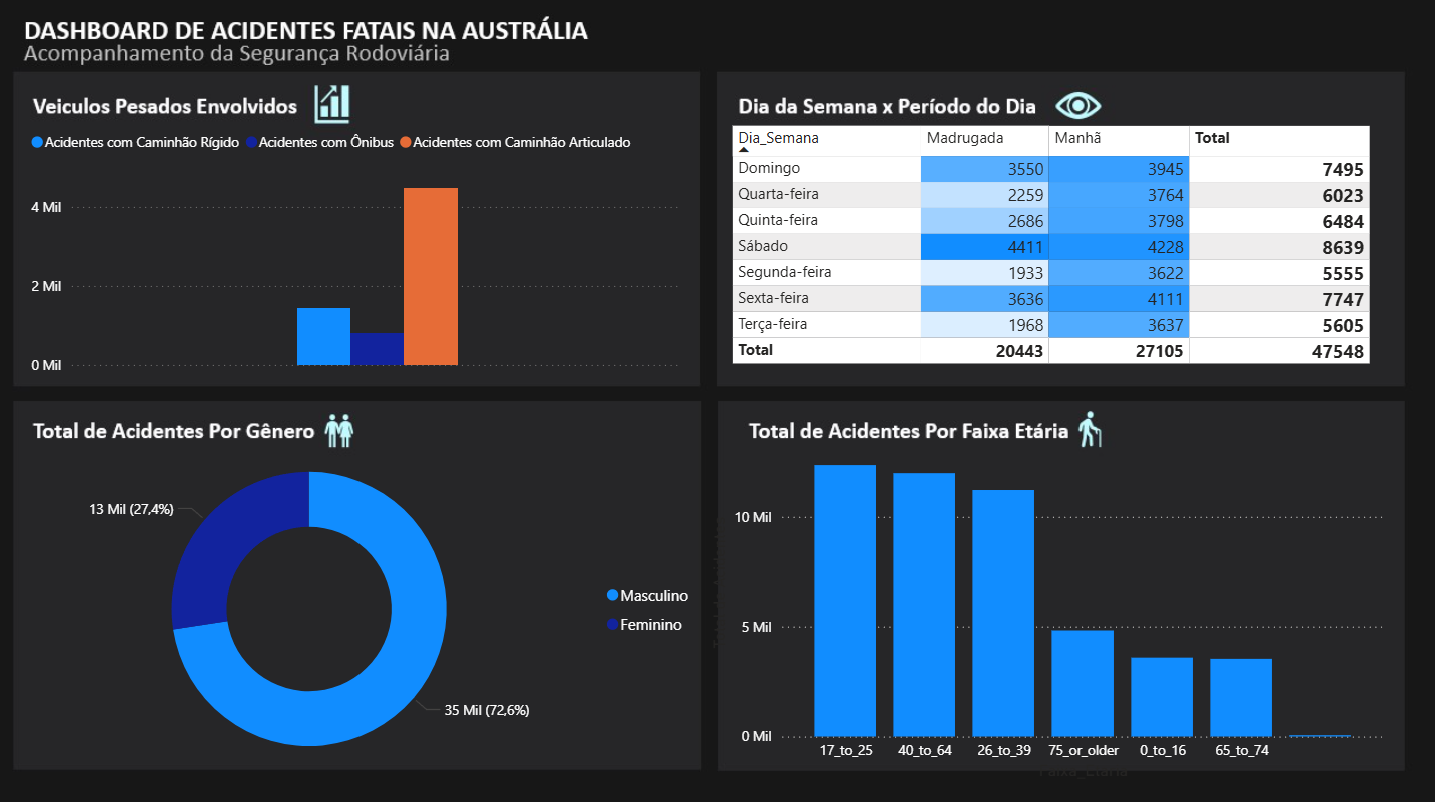 DASHBOARD DE ACIDENTES FATAIS NA AUSTRÁLIA
Acompanhamento da Segurança Rodoviária
Veiculos Pesados Envolvidos
Acidentes com Caminhão Rígido Acidentes com Ônibus Acidentes com Caminhão Articulado
4 Mil
2 Mil
0 Mil
Dia da Semana x Período do Dia
Dia_Semana Madrugada Manhã Total
Domingo 3550 3945 7495
Quarta-feira 2259 3764 6023
Quinta-feira 2686 3798 6484
Sábado 4411 4228 8639
Segunda-feira 1933 3622 5555
Sexta-feira 3636 4111 7747
Terça-feira 1968 3637 5605
Total 20443 27105 47548
Total de Acidentes Por Gênero
13 Mil (27,4%)
Masculino
Feminino
35 Mil (72,6%)
Total de Acidentes Por Faixa Etária
10 Mil
5 Mil
0 Mil
17_to_25 40_to_64 26_to_39 75_or_older 0_to_16 65_to_74
Faixa_Etaria